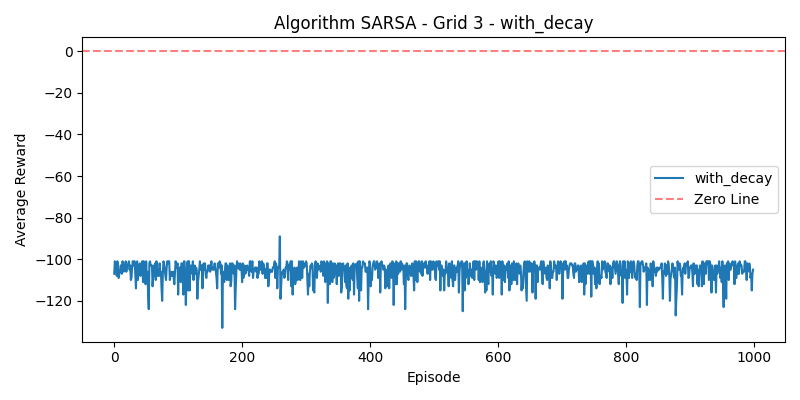 Algorithm SARSA - Grid 3 - with_decay
0
−20
−40
−60
−80
−100
−120
Average Reward
with_decay
Zero Line
0
200
400
600
800
1000
Episode